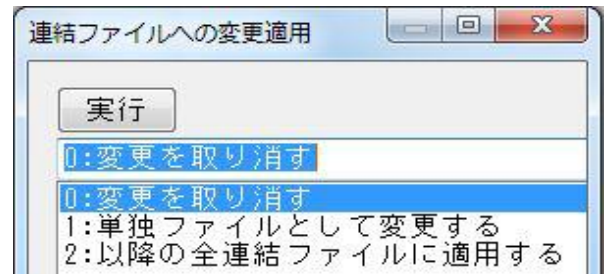 連結ファイルへの変更適用
実行
0:変更を取り消す
0:変更を取り消す
1:単独ファイルとして変更する
2:以降の全連結ファイルに適用する